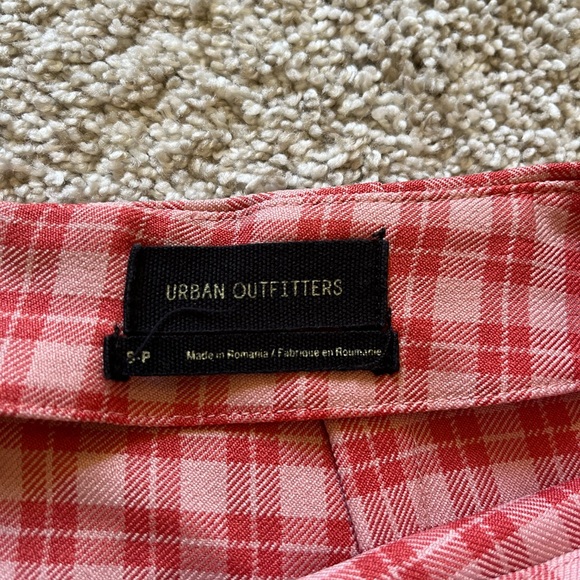 URBAN OUTFITTERS
S-P Made in Romania / Fabriqué en Roumanie